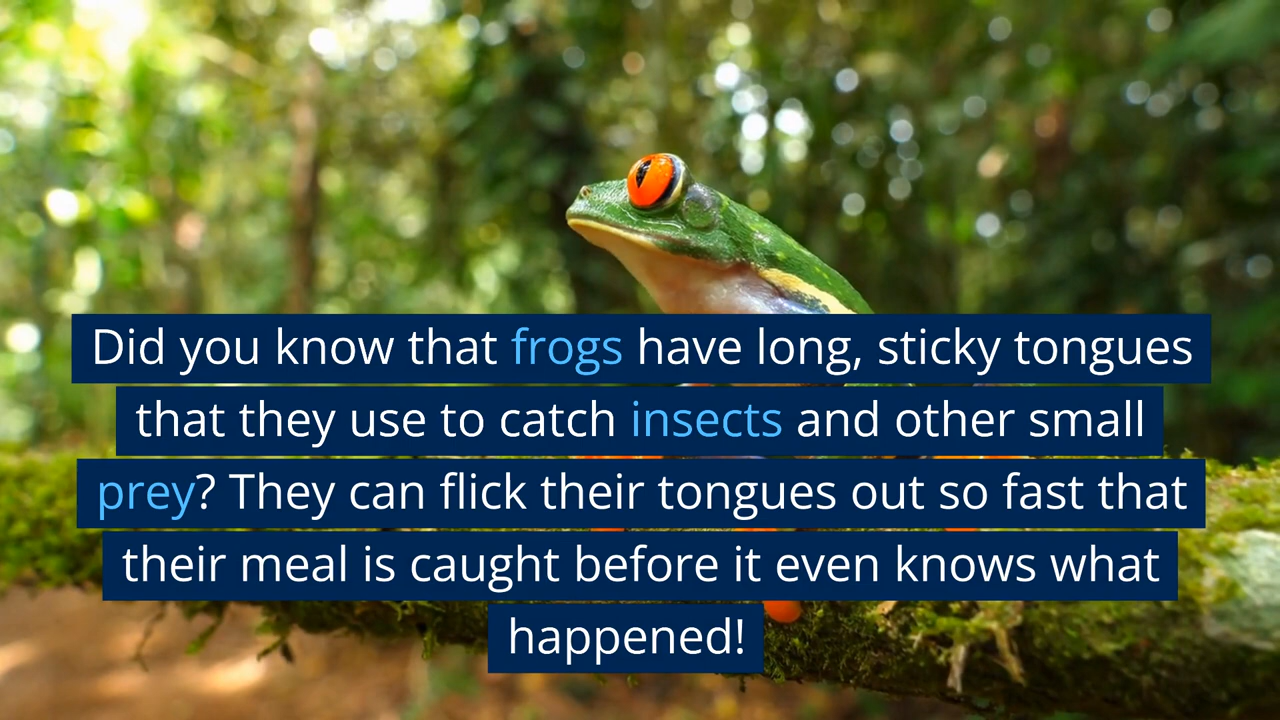 Did you know that frogs have long, sticky tongues
that they use to catch insects and other small
prey? They can flick their tongues out so fast that
their meal is caught before it even knows what
happened!